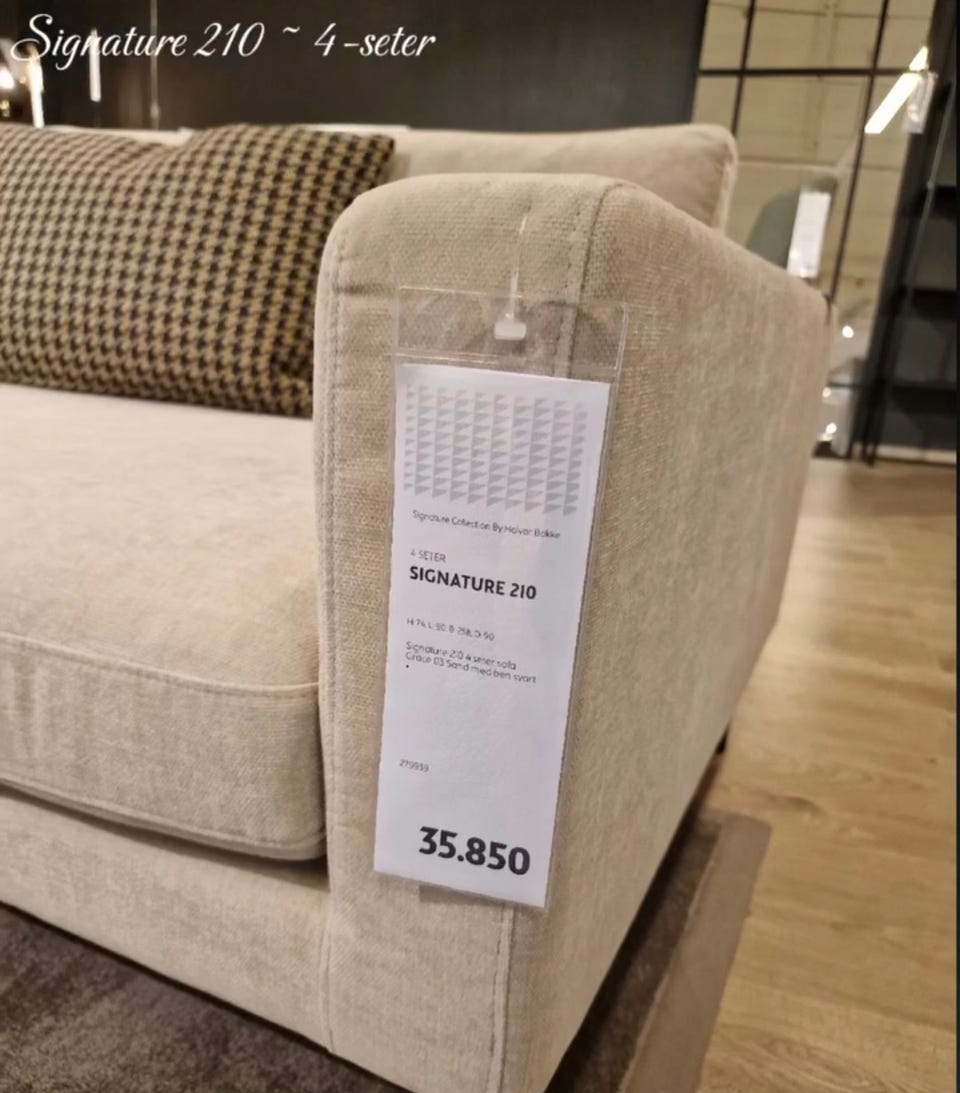 Signature 210 ~ 4-seter
Signature Collection By Halvor Bakke
4 SETER
SIGNATURE 210
H: 74, L: 90, B: 258, D: 90
Signature 210 4 seter sofa
Grace 03 Sand med ben svart
279939
35.850